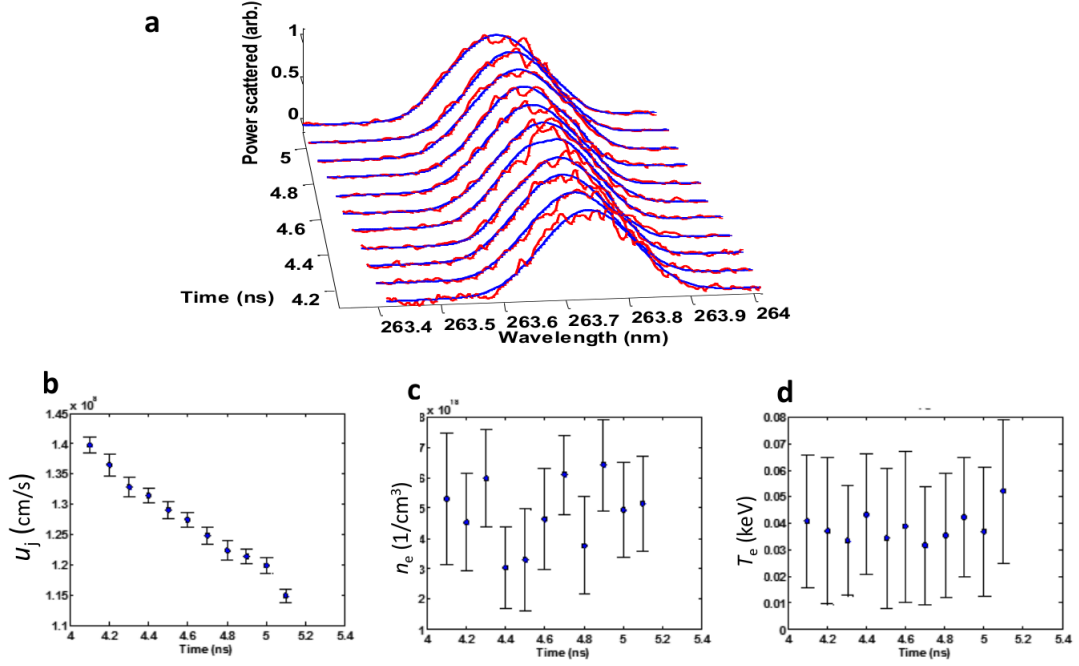 a
Power scattered (arb.)
1
0.5
0
5
4.8
4.6
4.4
4.2
Time (ns)
263.4 263.5 263.6 263.7 263.8 263.9 264
Wavelength (nm)
b
x 10⁸
1.45
1.4
1.35
1.3
1.25
1.2
1.15
1.1
uⱼ (cm/s)
4 4.2 4.4 4.6 4.8 5 5.2 5.4
Time (ns)
c
x 10¹⁸
8
7
6
5
4
3
2
1
nₑ (1/cm³)
4 4.2 4.4 4.6 4.8 5 5.2 5.4
Time (ns)
d
0.08
0.07
0.06
0.05
0.04
0.03
0.02
0.01
0
Tₑ (keV)
4 4.2 4.4 4.6 4.8 5 5.2 5.4
Time (ns)